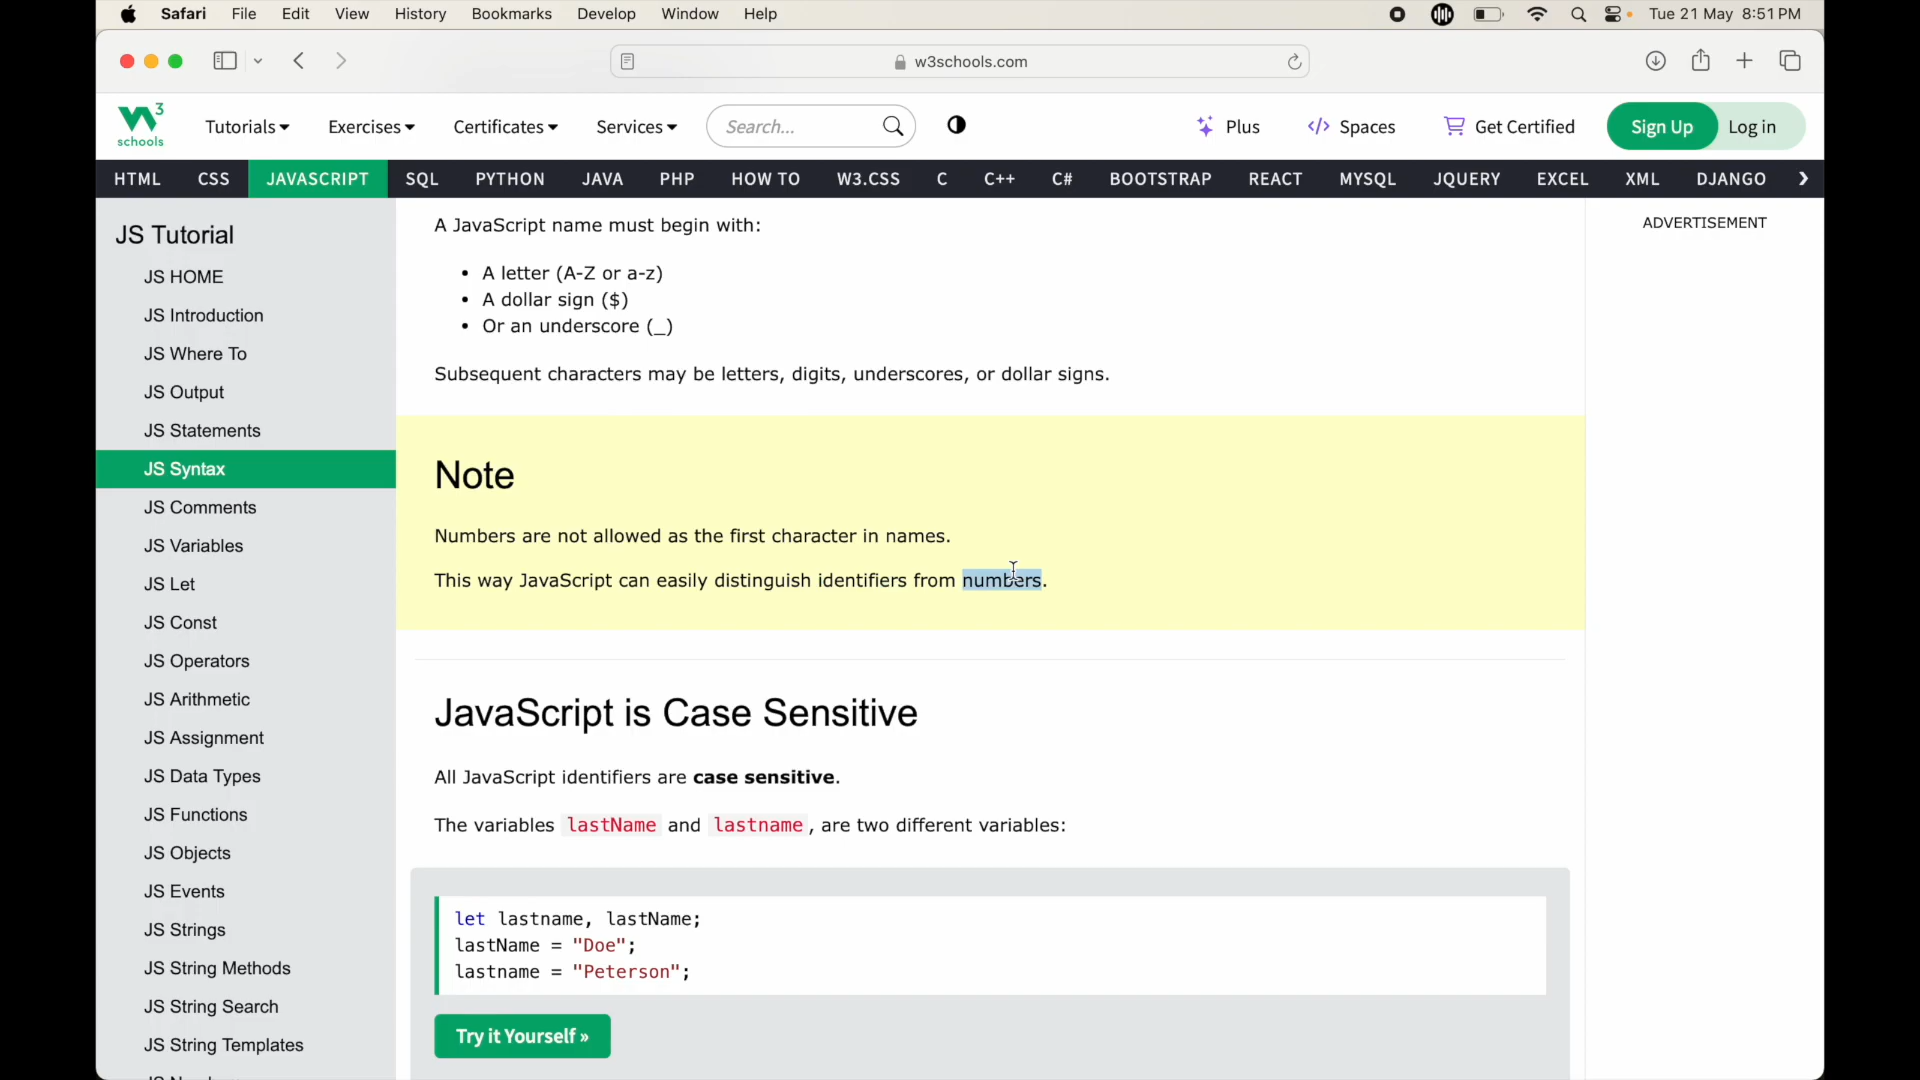 Safari File Edit View History Bookmarks Develop Window Help Tue 21 May 8:51 PM
w3schools.com
W3 schools Tutorials Exercises Certificates Services Search... Plus Spaces Get Certified Sign Up Log in
HTML CSS JAVASCRIPT SQL PYTHON JAVA PHP HOW TO W3.CSS C C++ C# BOOTSTRAP REACT MYSQL JQUERY EXCEL XML DJANGO ❯
JS Tutorial
JS HOME
JS Introduction
JS Where To
JS Output
JS Statements
JS Syntax
JS Comments
JS Variables
JS Let
JS Const
JS Operators
JS Arithmetic
JS Assignment
JS Data Types
JS Functions
JS Objects
JS Events
JS Strings
JS String Methods
JS String Search
JS String Templates
A JavaScript name must begin with:
• A letter (A-Z or a-z)
• A dollar sign ($)
• Or an underscore (_)
Subsequent characters may be letters, digits, underscores, or dollar signs.
Note
Numbers are not allowed as the first character in names.
This way JavaScript can easily distinguish identifiers from numbers.
JavaScript is Case Sensitive
All JavaScript identifiers are case sensitive.
The variables lastName and lastname, are two different variables:
let lastname, lastName;
lastName = "Doe";
lastname = "Peterson";
Try it Yourself »
ADVERTISEMENT